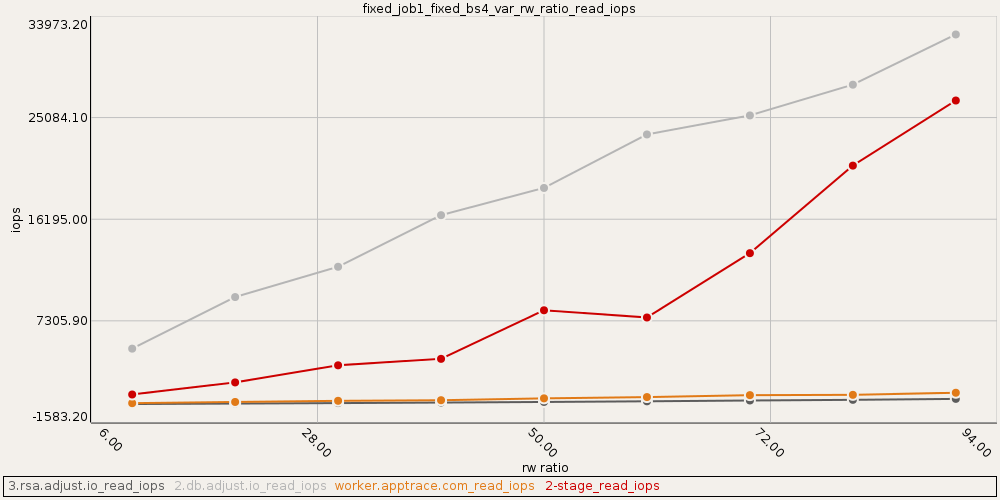 fixed_job1_fixed_bs4_var_rw_ratio_read_iops
33973.20
25084.10
16195.00
7305.90
-1583.20
iops
6.00
28.00
50.00
72.00
94.00
rw ratio
3.rsa.adjust.io_read_iops 2.db.adjust.io_read_iops worker.apptrace.com_read_iops 2-stage_read_iops